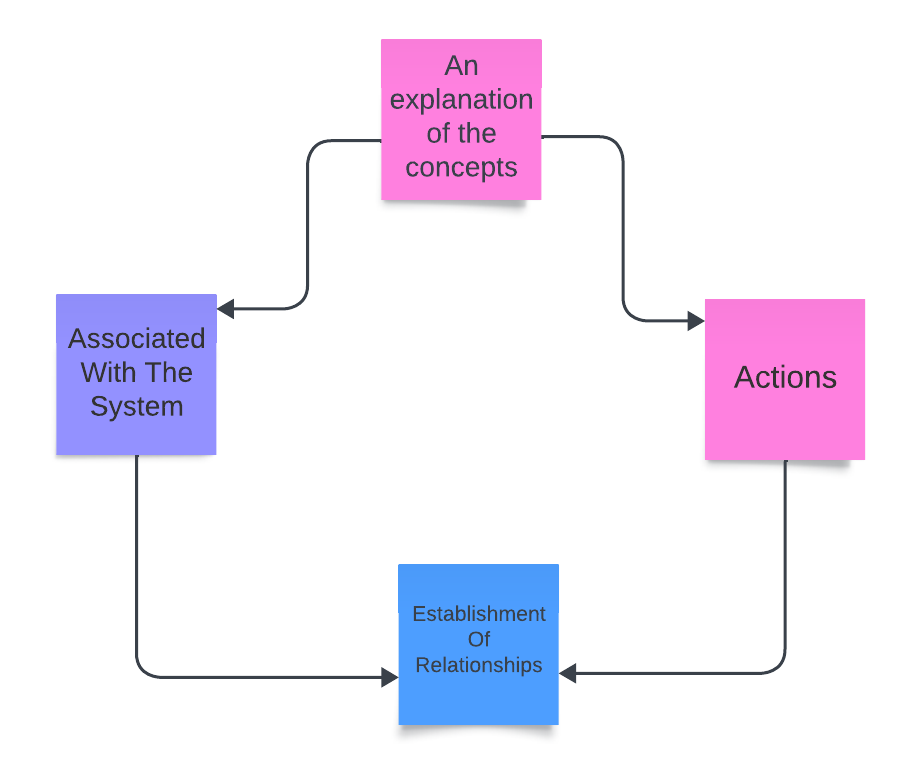 An
explanation
of the
concepts
Associated
With The
System
Actions
Establishment
Of
Relationships